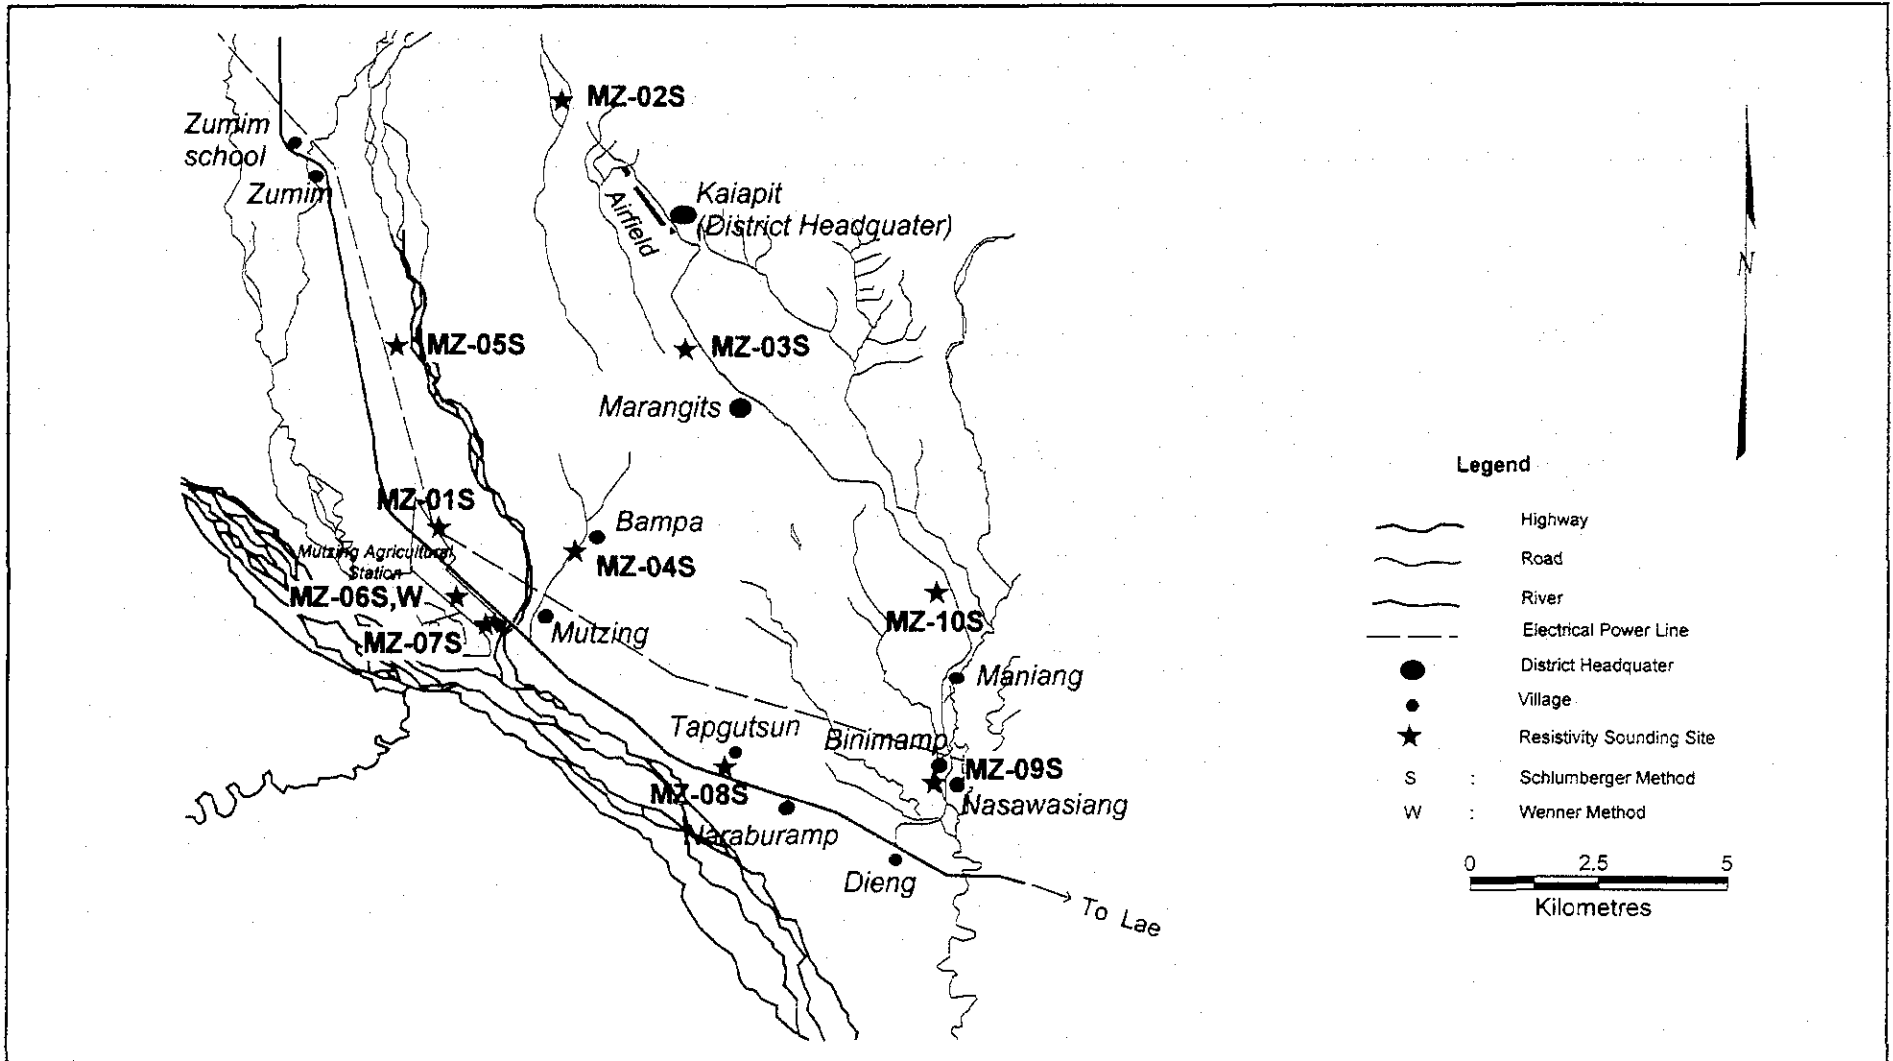 MZ-02S
Zumim
school
Zumim
Kaiapit
(District Headquater)
Airfield
N
MZ-05S
MZ-03S
Marangits
MZ-01S
Bampa
Mutzing Agricultural
Station
MZ-04S
MZ-06S,W
MZ-07S
Mutzing
MZ-10S
Maniang
Tapgutsun
Binimamp
MZ-09S
MZ-08S
Nasawasiang
Naraburamp
Dieng
To Lae
Legend
Highway
Road
River
Electrical Power Line
District Headquater
Village
Resistivity Sounding Site
S : Schlumberger Method
W : Wenner Method
0 2.5 5
Kilometres